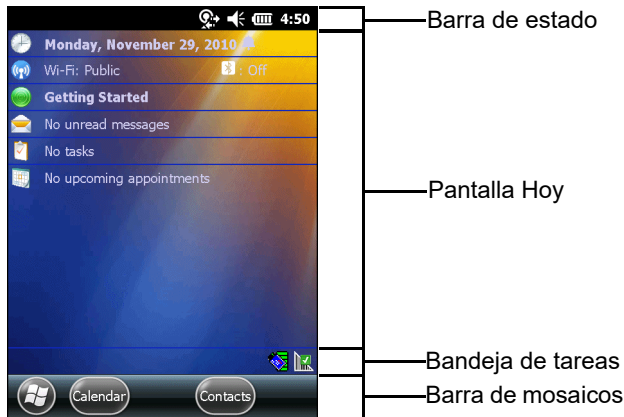 4:50
Barra de estado
Monday, November 29, 2010
Wi-Fi: Public
: Off
Getting Started
No unread messages
No tasks
No upcoming appointments
Pantalla Hoy
Bandeja de tareas
Calendar
Contacts
Barra de mosaicos